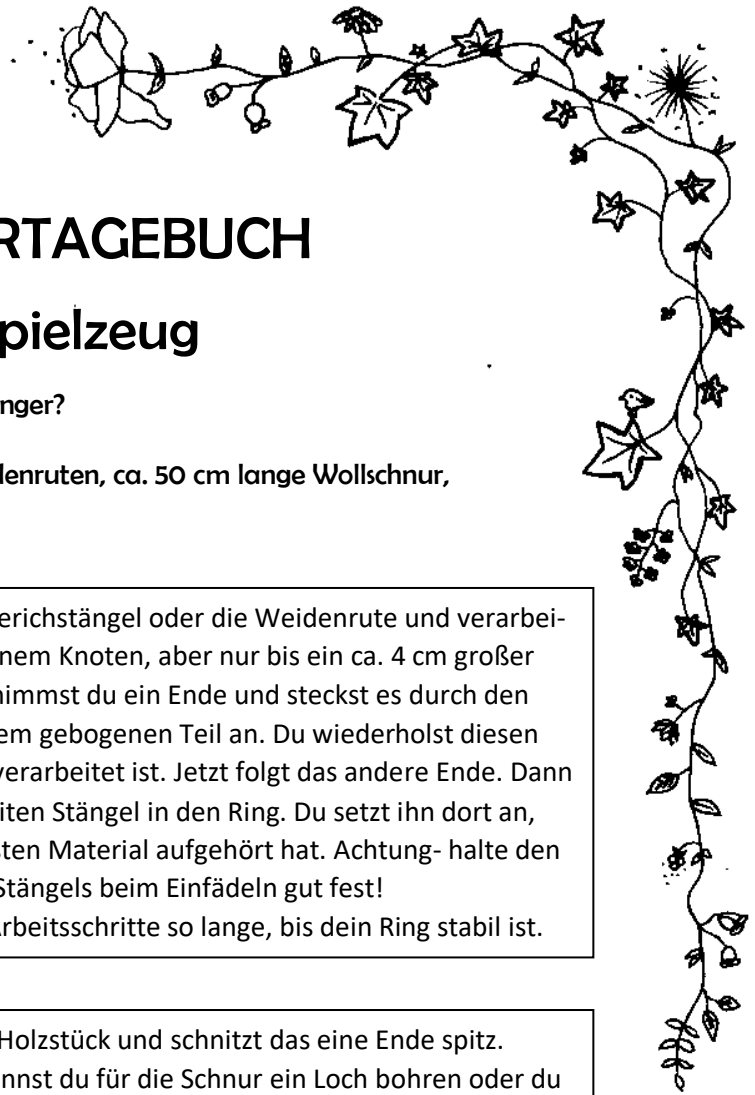 RTAGEBUCH
pielzeug
nger?
lenruten, ca. 50 cm lange Wollschnur,
erichstängel oder die Weidenrute und verarbei-
nem Knoten, aber nur bis ein ca. 4 cm großer
nimmst du ein Ende und steckst es durch den
em gebogenen Teil an. Du wiederholst diesen
verarbeitet ist. Jetzt folgt das andere Ende. Dann
iten Stängel in den Ring. Du setzt ihn dort an,
sten Material aufgehört hat. Achtung- halte den
Stängels beim Einfädeln gut fest!
Arbeitsschritte so lange, bis dein Ring stabil ist.
Holzstück und schnitzt das eine Ende spitz.
annst du für die Schnur ein Loch bohren oder du